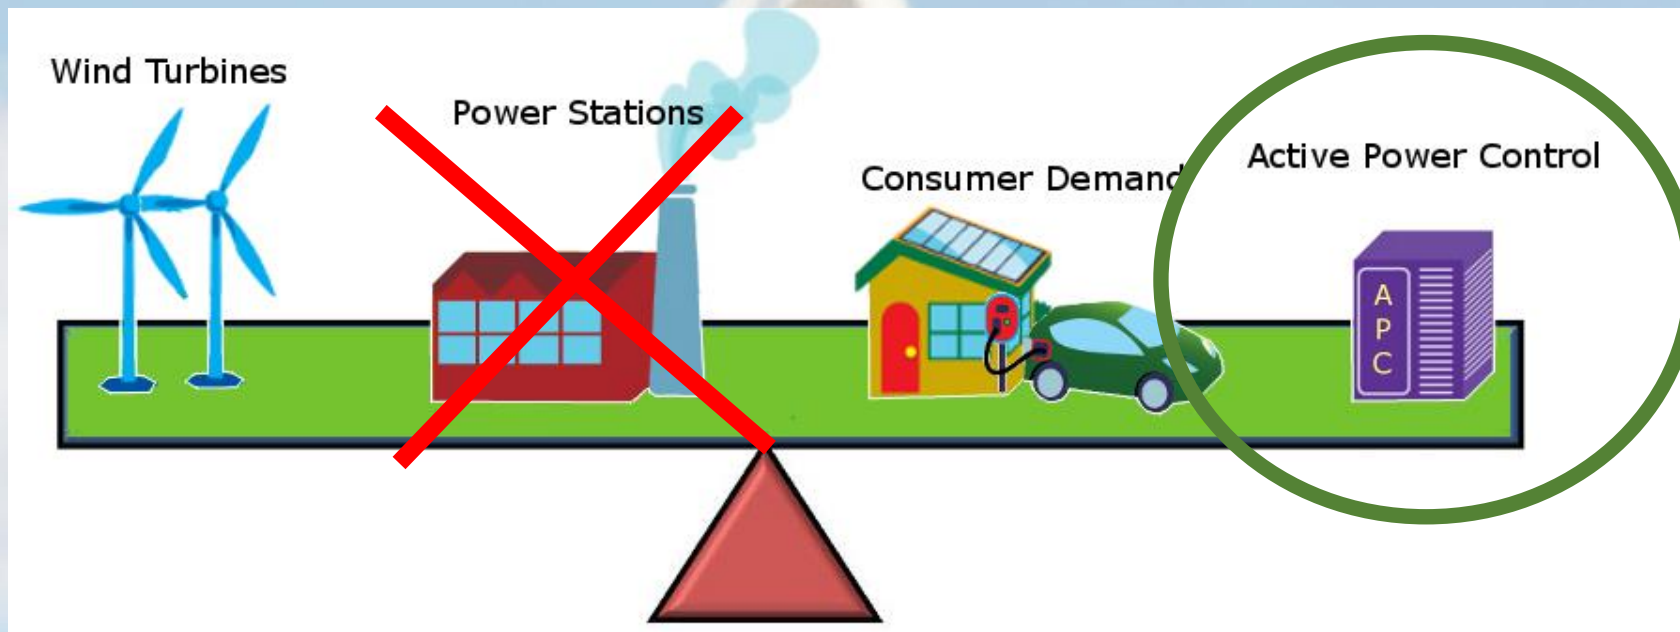 Wind Turbines
Power Stations
Consumer Demand
Active Power Control
A
P
C